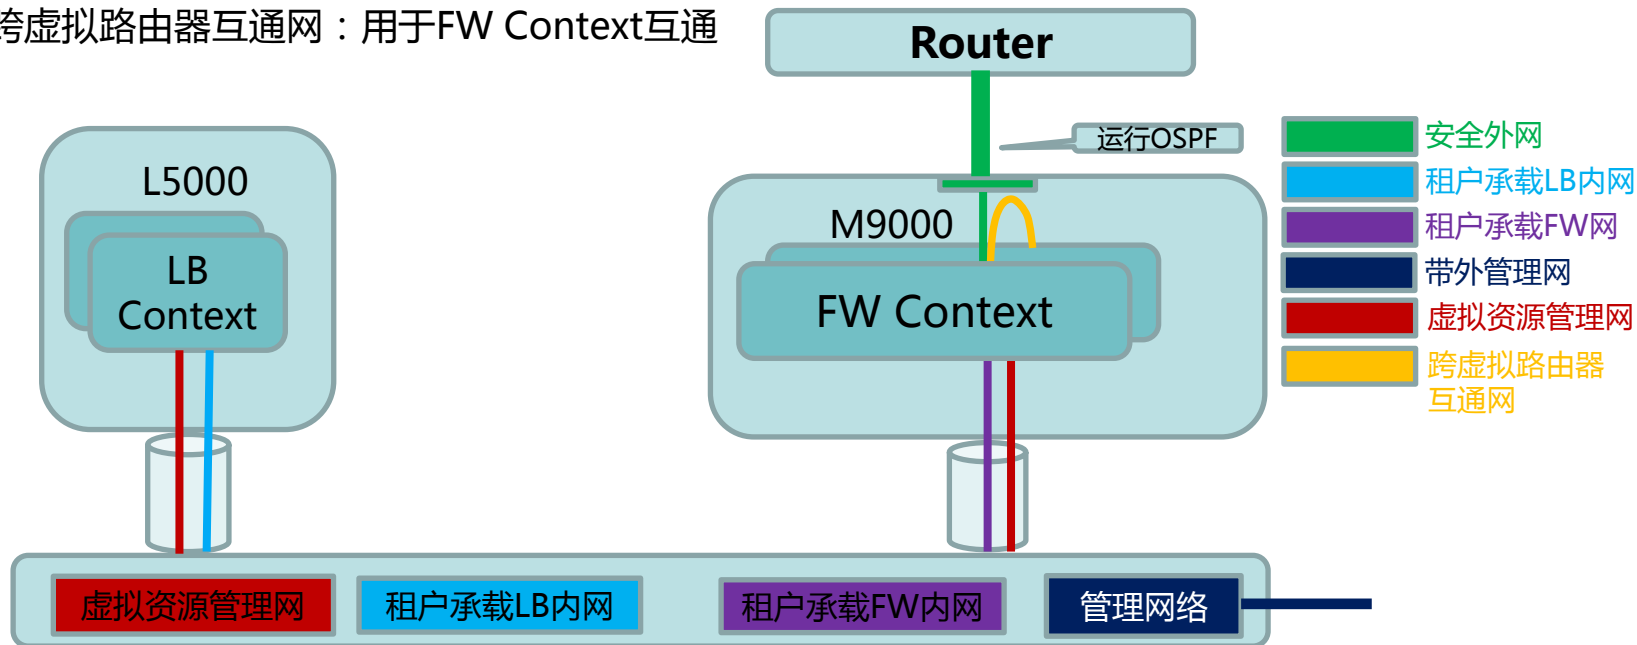 跨虚拟路由器互通网：用于FW Context互通
Router
运行OSPF
安全外网
租户承载LB内网
租户承载FW网
带外管理网
虚拟资源管理网
跨虚拟路由器
互通网
L5000
LB
Context
M9000
FW Context
虚拟资源管理网
租户承载LB内网
租户承载FW内网
管理网络